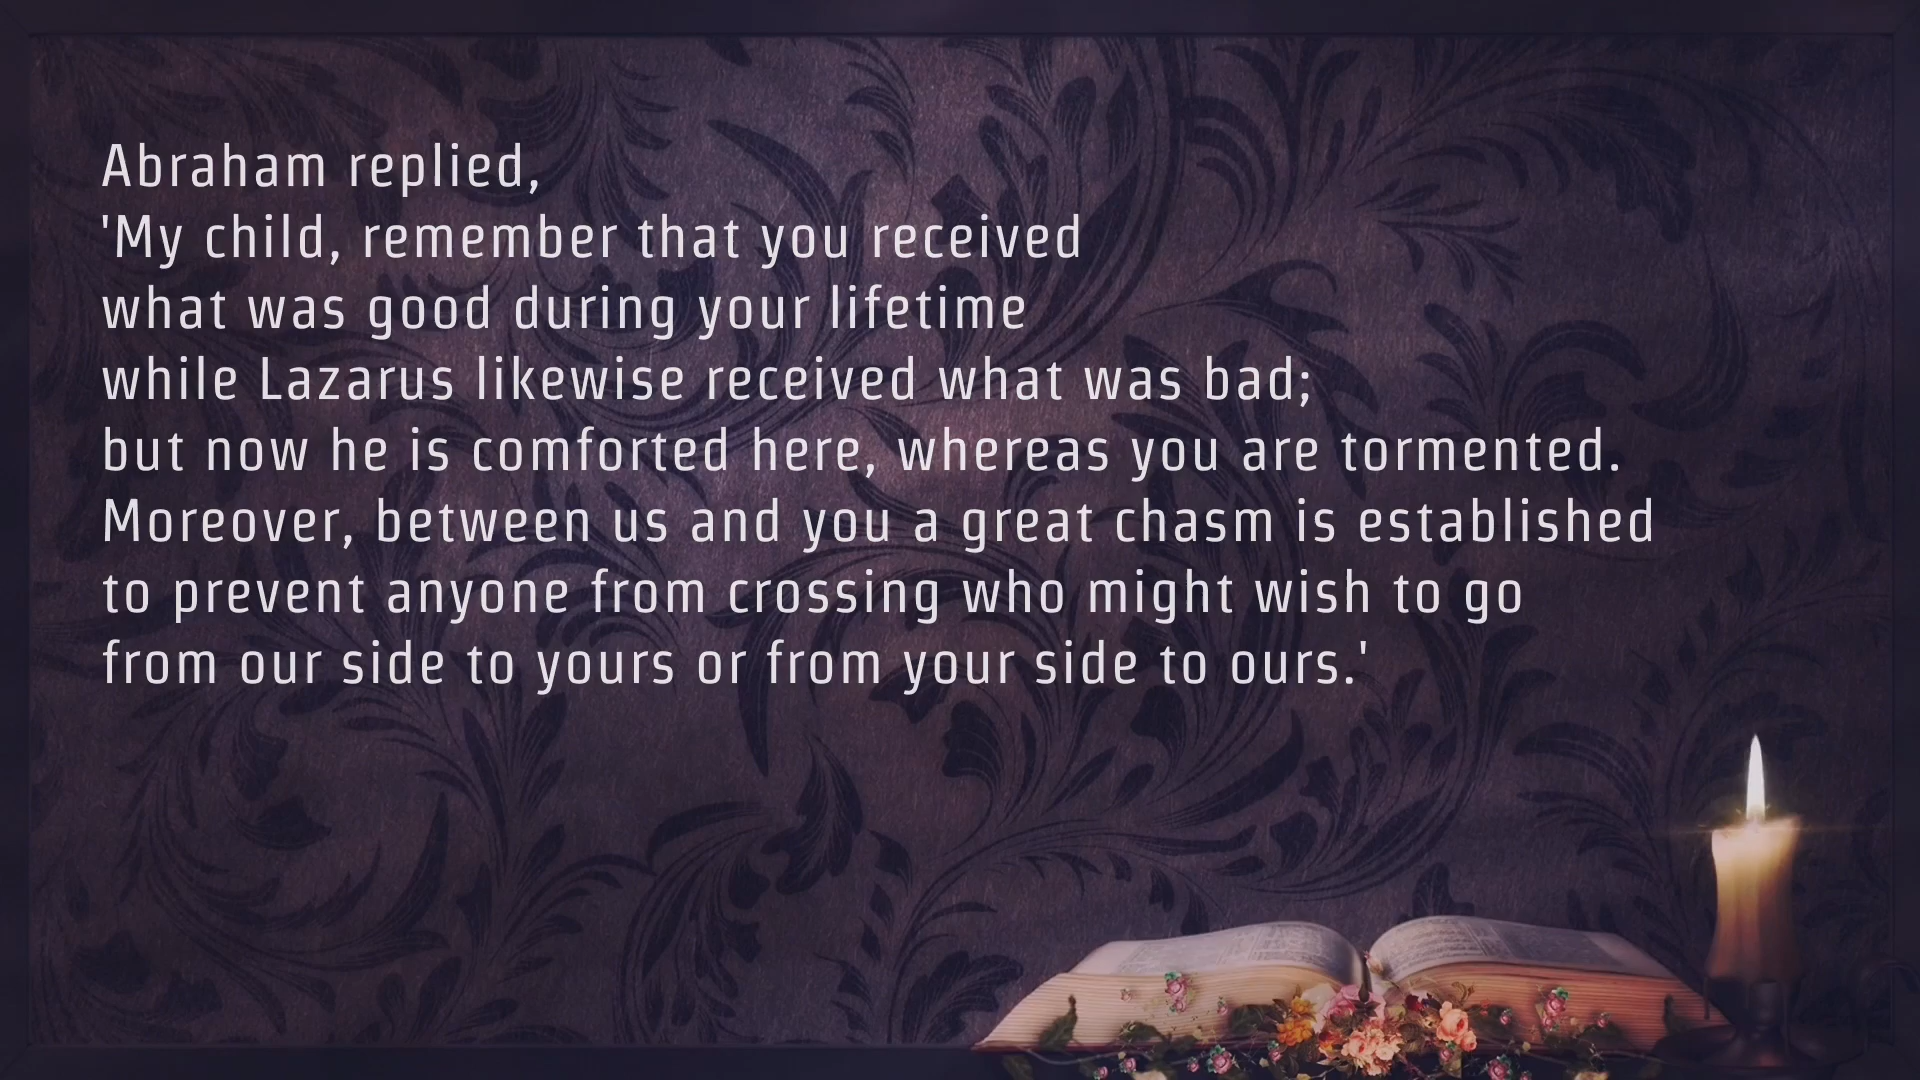 Abraham replied,
'My child, remember that you received
what was good during your lifetime
while Lazarus likewise received what was bad;
but now he is comforted here, whereas you are tormented.
Moreover, between us and you a great chasm is established
to prevent anyone from crossing who might wish to go
from our side to yours or from your side to ours.'